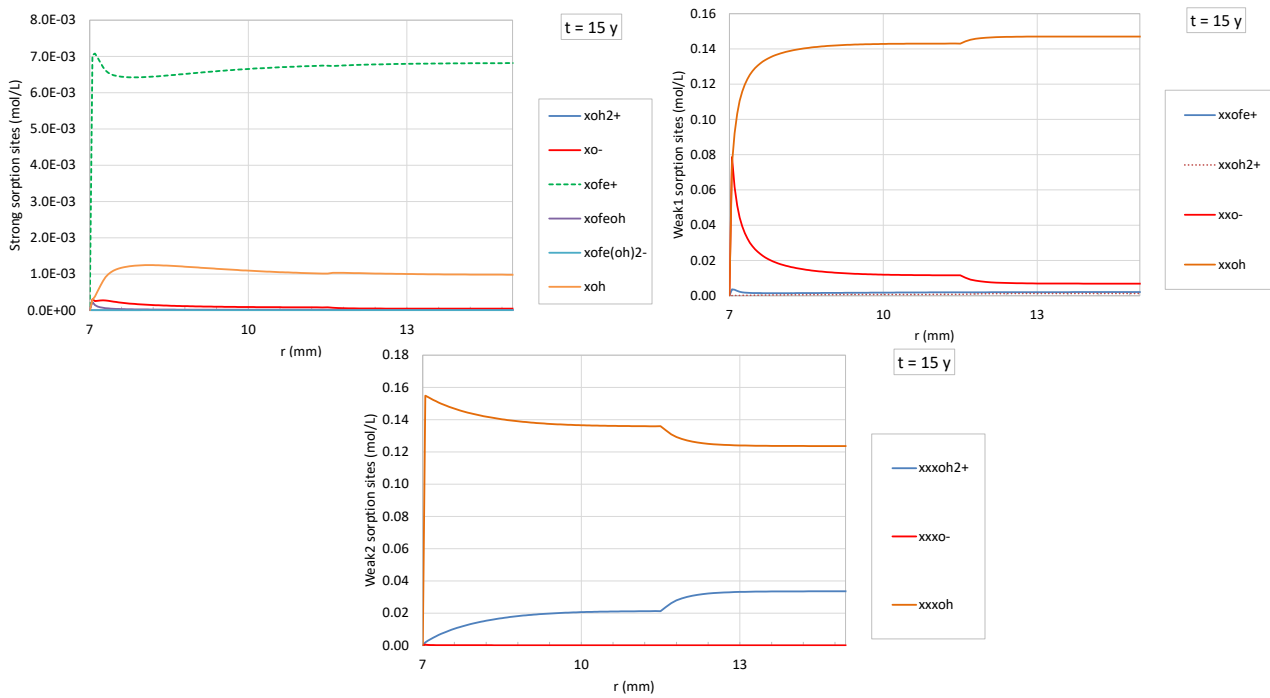 8.0E-03
7.0E-03
6.0E-03
5.0E-03
4.0E-03
3.0E-03
2.0E-03
1.0E-03
0.0E+00
Strong sorption sites (mol/L)
7
10
13
r (mm)
t = 15 y
xoh2+
xo-
xofe+
xofeoh
xofe(oh)2-
xoh
0.16
0.14
0.12
0.10
0.08
0.06
0.04
0.02
0.00
Weak1 sorption sites (mol/L)
7
10
13
r (mm)
t = 15 y
xxofe+
xxoh2+
xxo-
xxoh
0.18
0.16
0.14
0.12
0.10
0.08
0.06
0.04
0.02
0.00
Weak2 sorption sites (mol/L)
7
10
13
r (mm)
t = 15 y
xxxoh2+
xxxo-
xxxoh